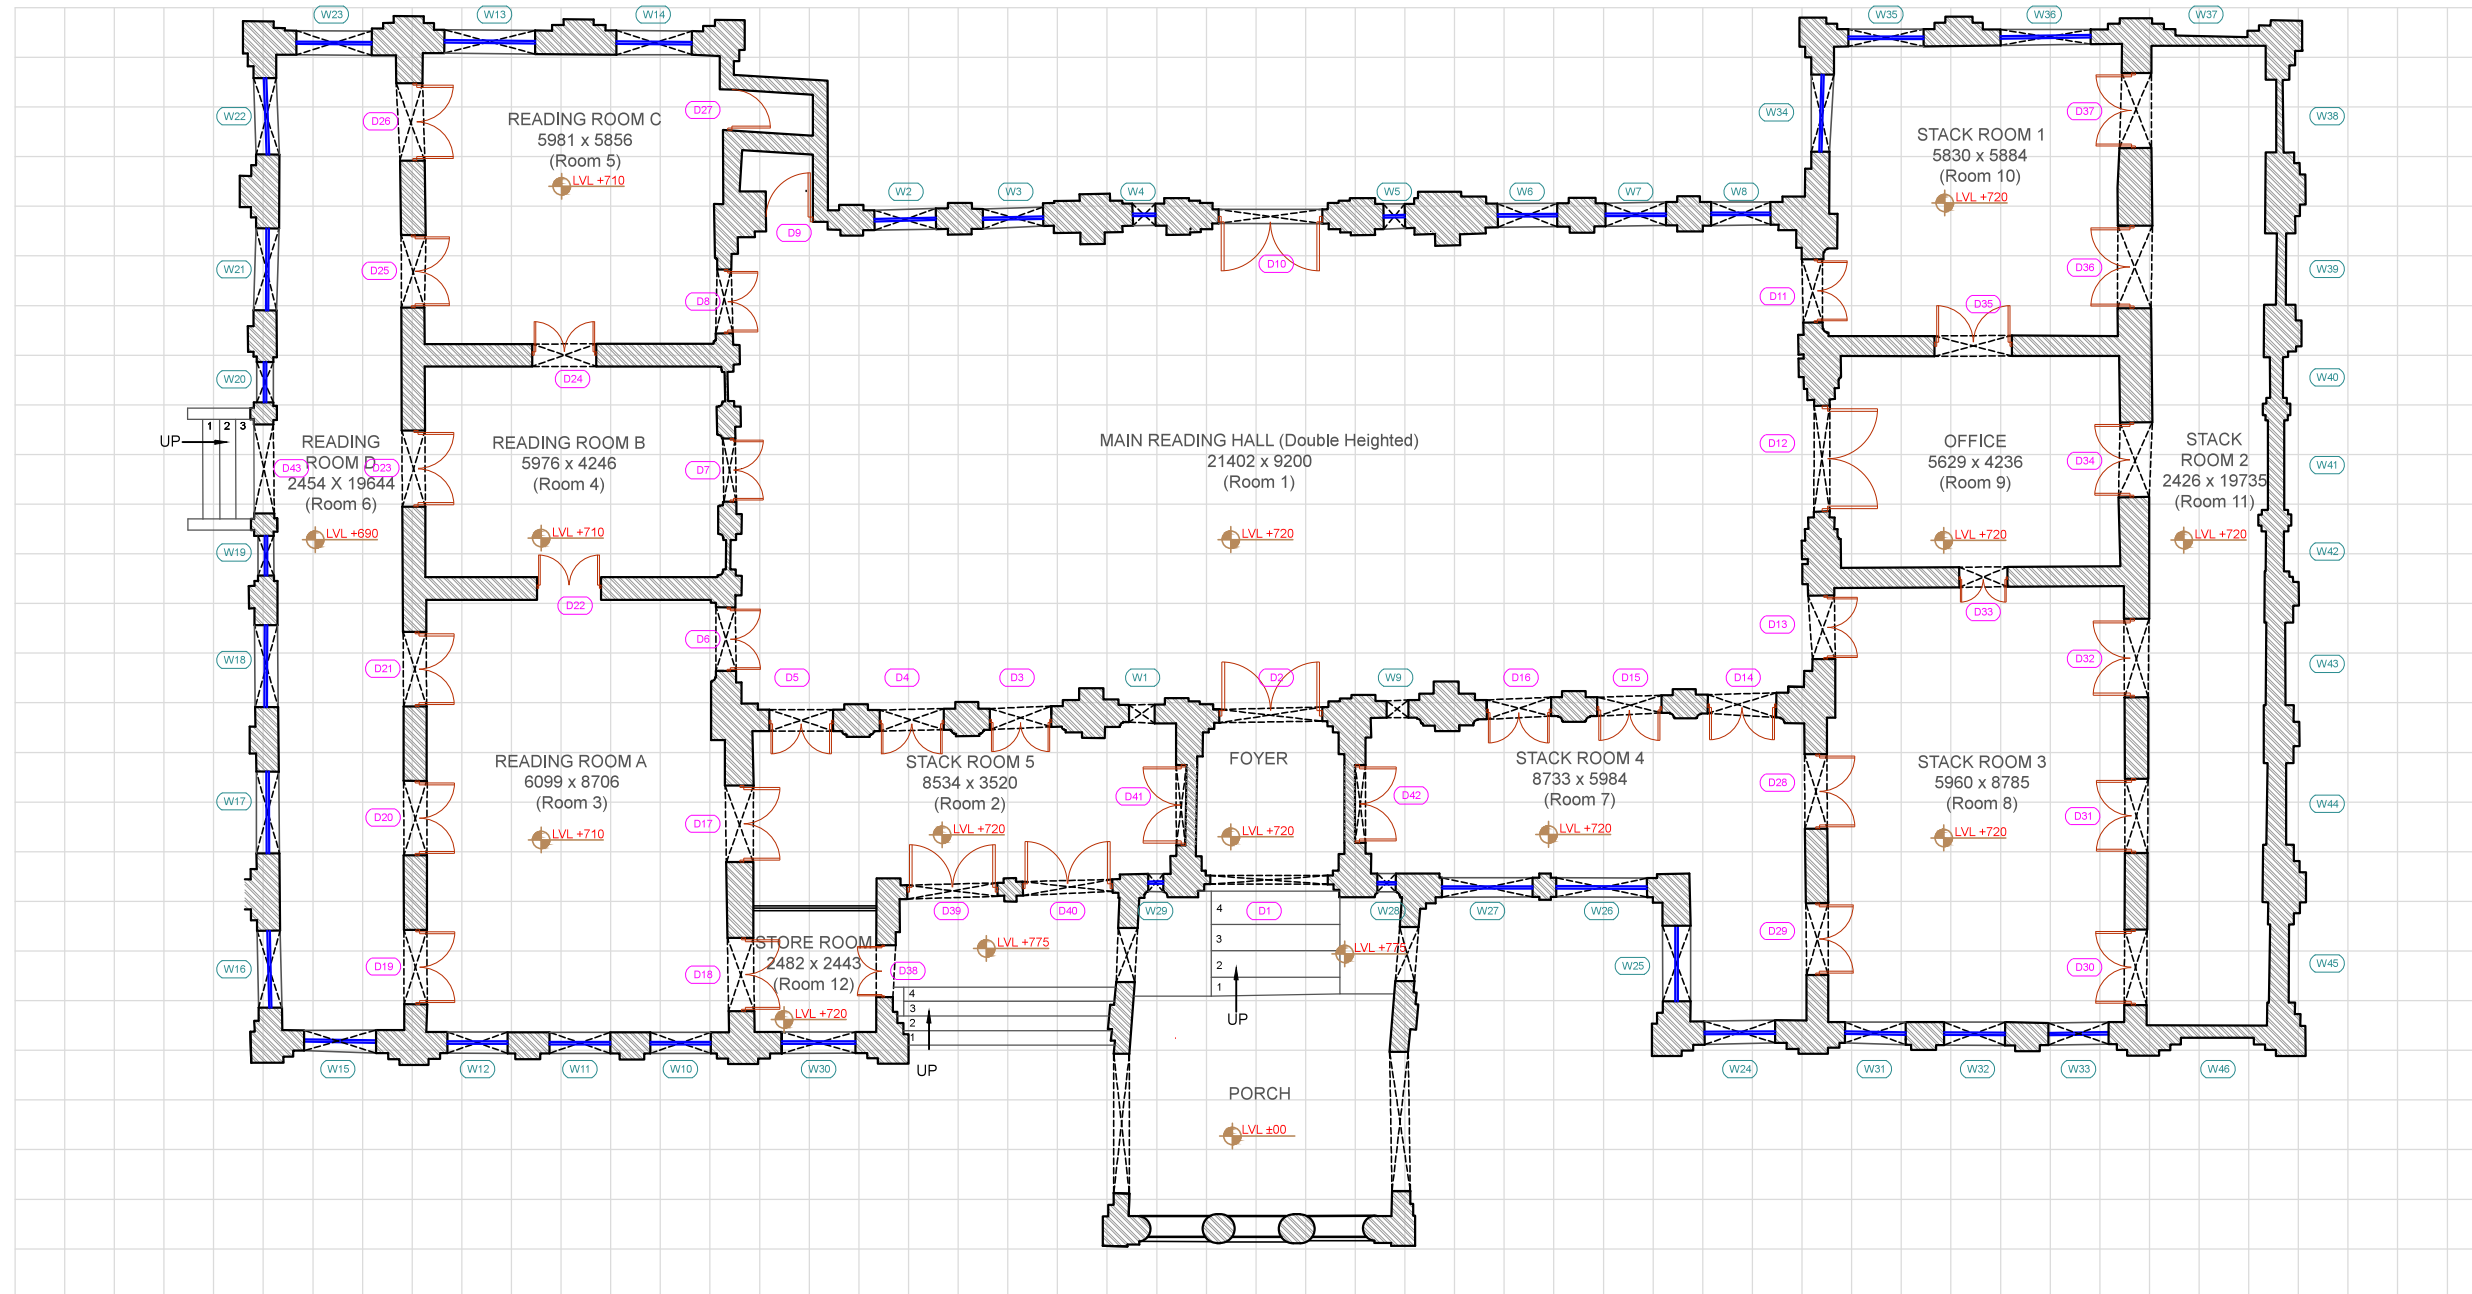 W23
W13
W14
W35
W36
W37
W22
D26
READING ROOM C
5981 x 5856
(Room 5)
LVL +710
D27
W34
STACK ROOM 1
5830 x 5884
(Room 10)
LVL +720
D37
W38
W2
W3
W4
W5
W6
W7
W8
D9
W21
D25
D8
D10
D11
D36
D35
W39
W20
D24
W40
UP
1
2
3
READING
ROOM D
2454 X 19644
(Room 6)
LVL +690
D43
D23
READING ROOM B
5976 x 4246
(Room 4)
LVL +710
D7
MAIN READING HALL (Double Heighted)
21402 x 9200
(Room 1)
LVL +720
D12
OFFICE
5629 x 4236
(Room 9)
LVL +720
D34
STACK
ROOM 2
2426 x 19735
(Room 11)
LVL +720
W41
W19
W42
D22
D33
W18
D21
D6
D13
D32
W43
D5
D4
D3
W1
D2
W9
D16
D15
D14
READING ROOM A
6099 x 8706
(Room 3)
LVL +710
STACK ROOM 5
8534 x 3520
(Room 2)
LVL +720
FOYER
LVL +720
STACK ROOM 4
8733 x 5984
(Room 7)
LVL +720
STACK ROOM 3
5960 x 8785
(Room 8)
LVL +720
W17
D20
D17
D41
D42
D28
D31
W44
D39
D40
W29
D1
W28
W27
W26
4
3
2
1
UP
STORE ROOM
2482 x 2443
(Room 12)
LVL +720
D38
LVL +775
LVL +775
W16
D19
D18
W25
D29
D30
W45
4
3
2
1
UP
W15
W12
W11
W10
W30
W24
W31
W32
W33
W46
PORCH
LVL ±00